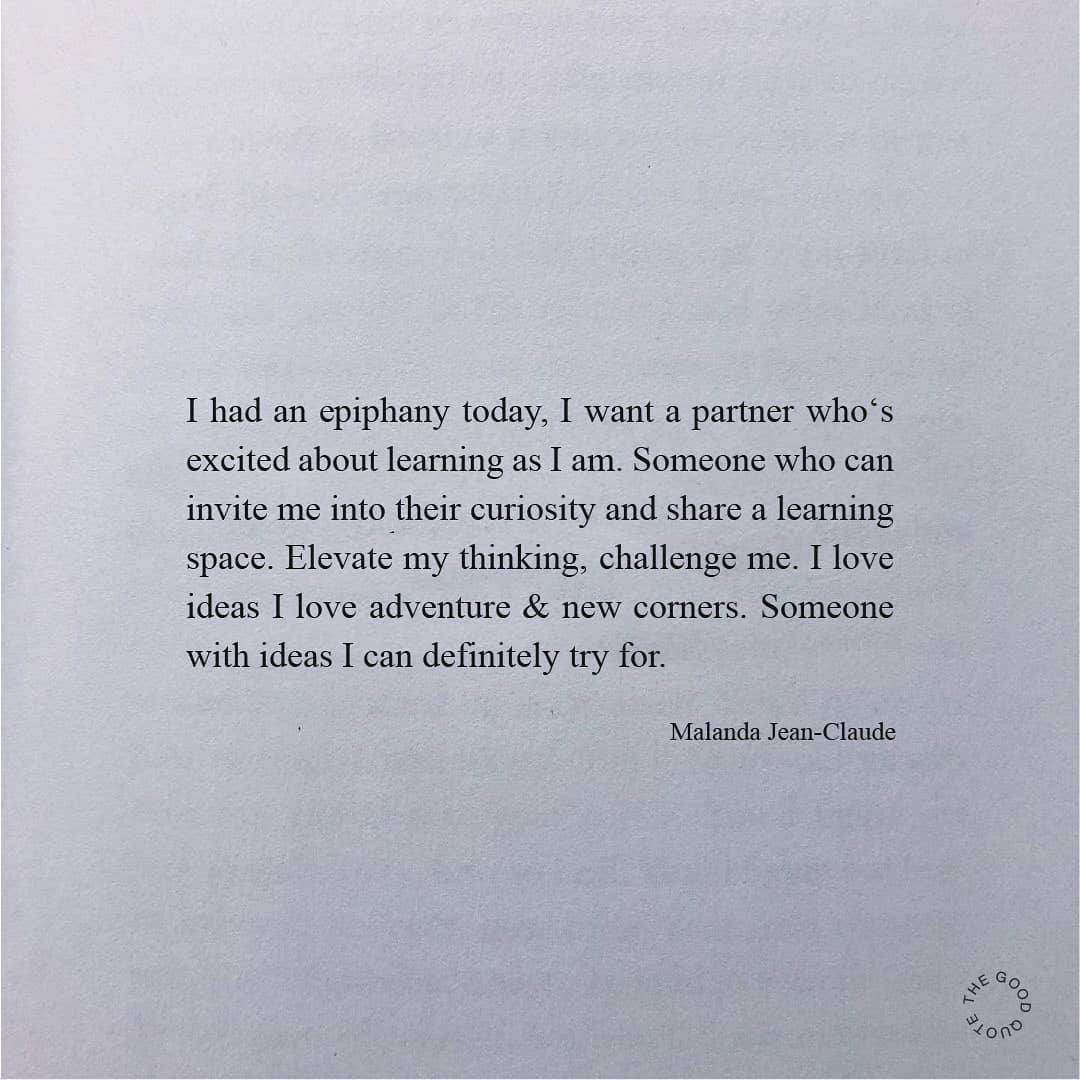 I had an epiphany today, I want a partner who‘s
excited about learning as I am. Someone who can
invite me into their curiosity and share a learning
space. Elevate my thinking, challenge me. I love
ideas I love adventure & new corners. Someone
with ideas I can definitely try for.
Malanda Jean-Claude
THE GOOD QUOTE